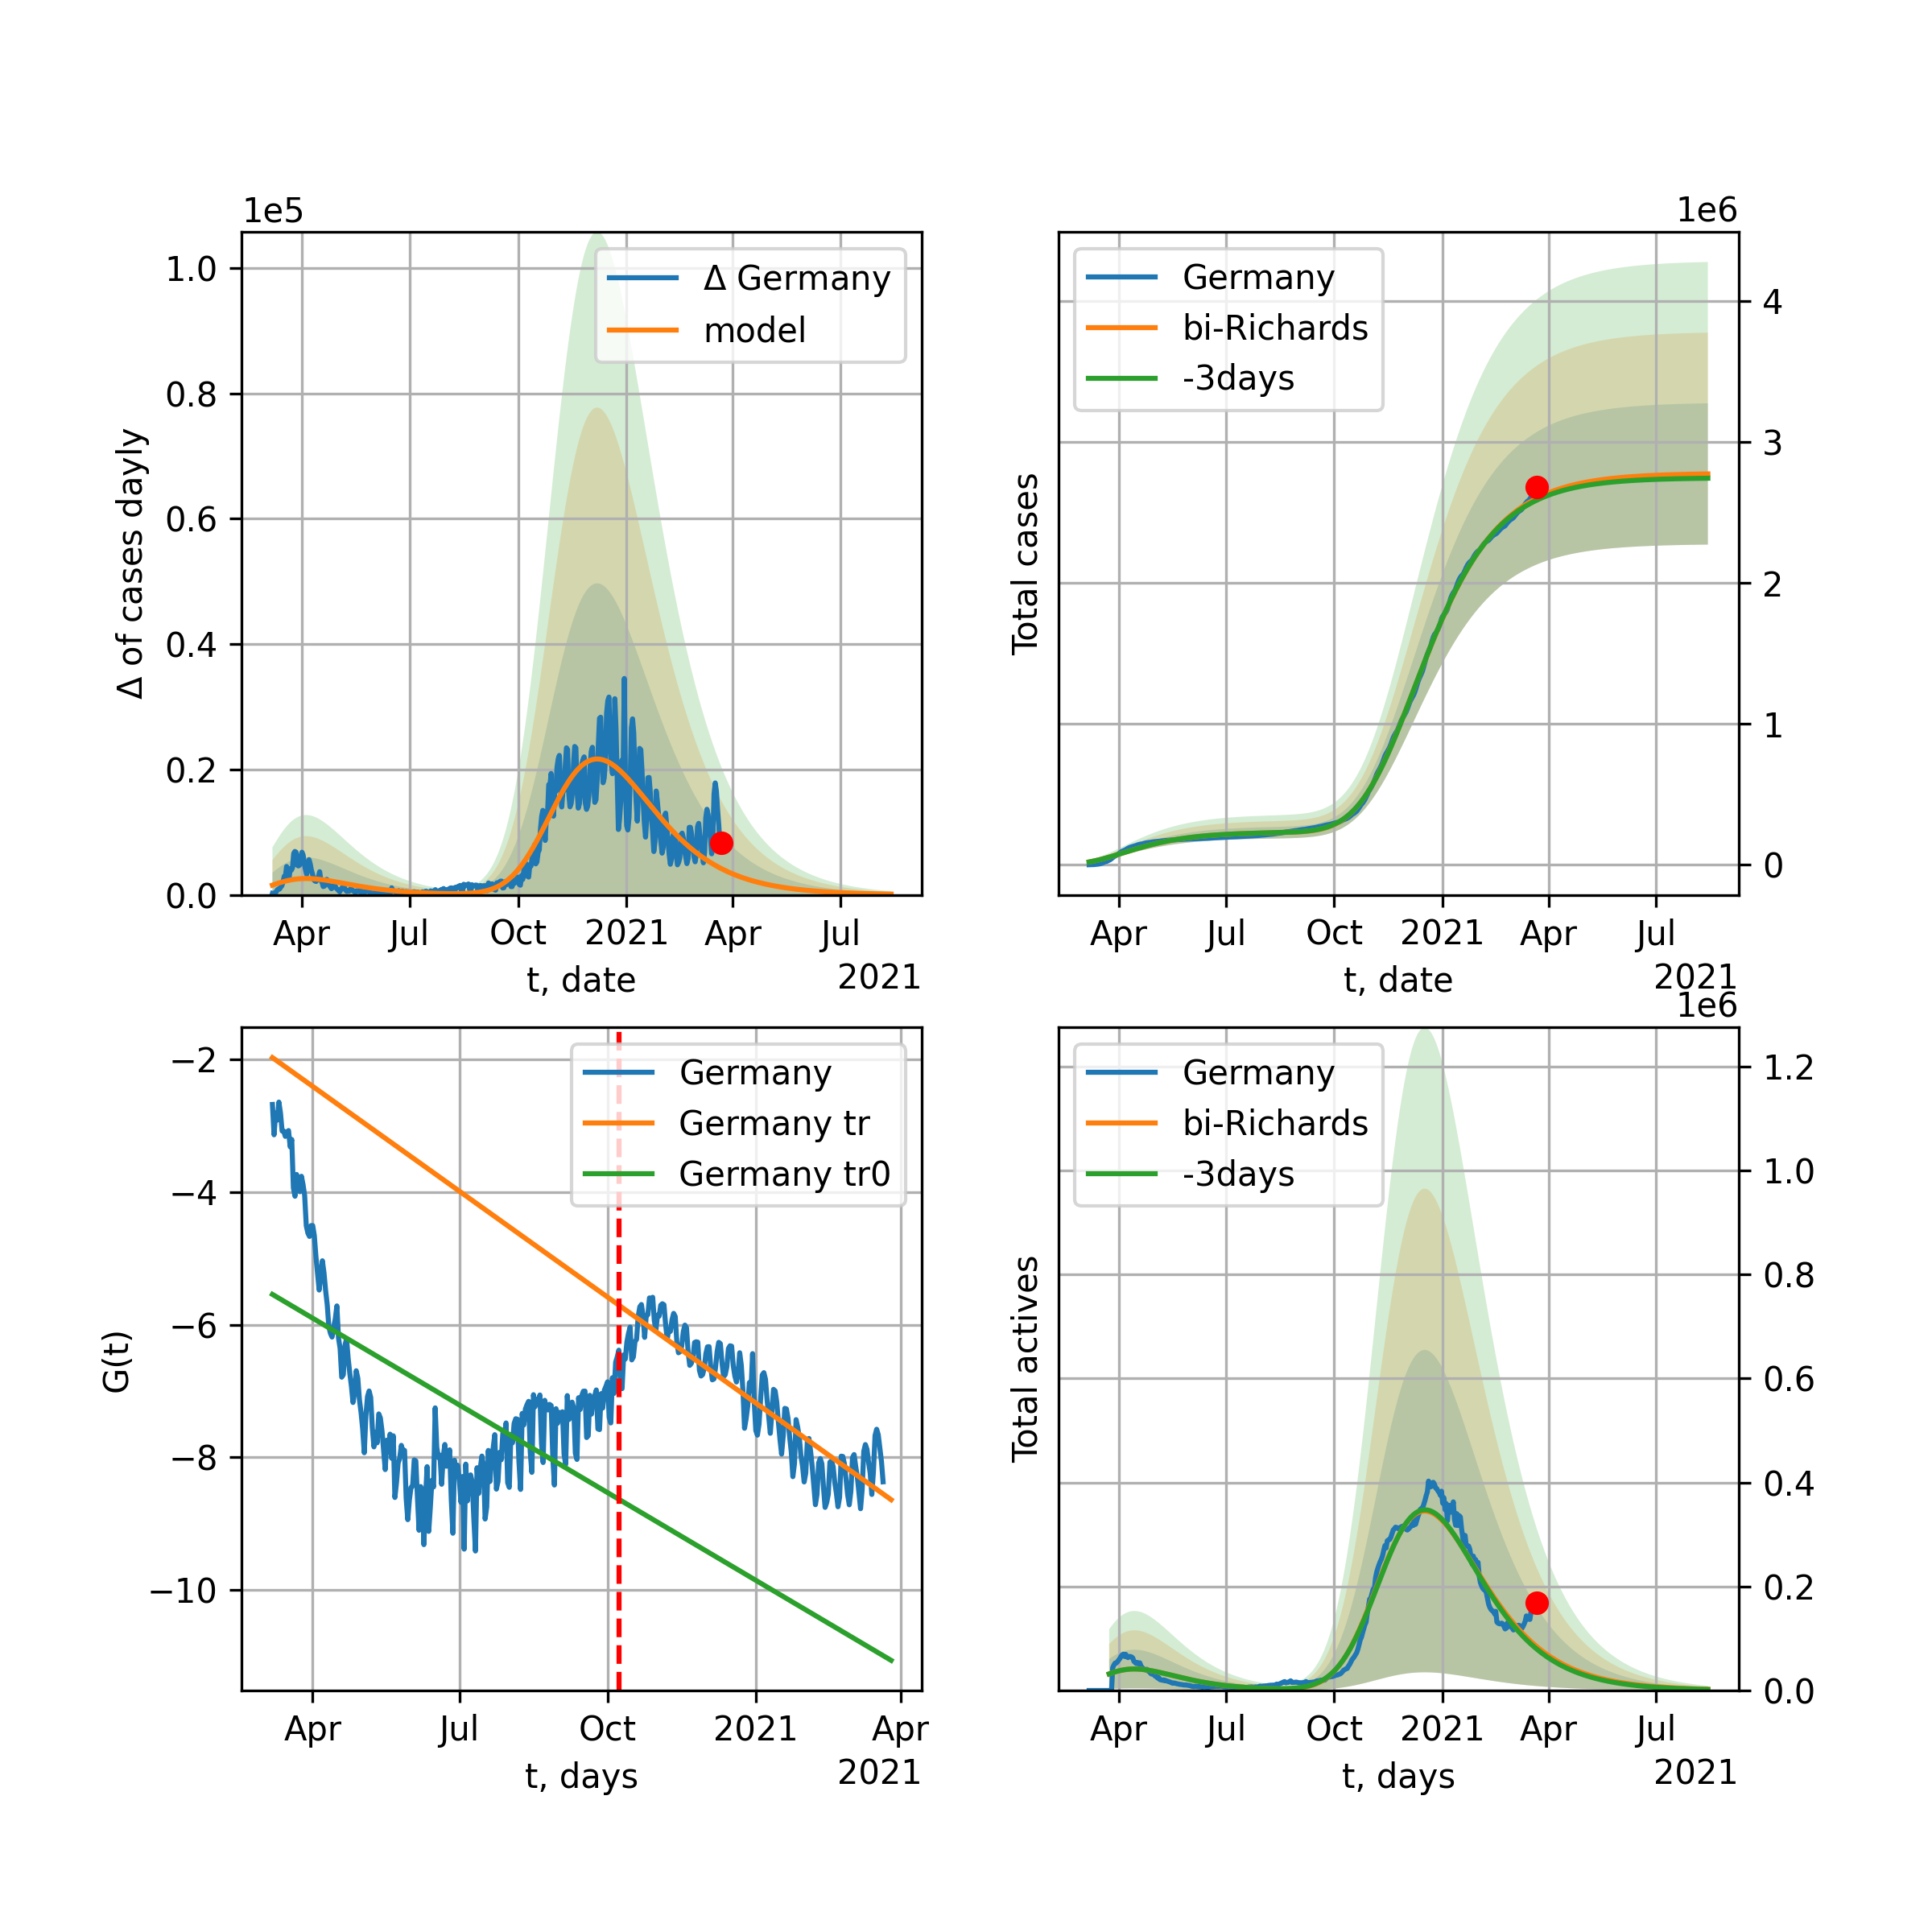 1e5
Δ of cases dayly
1.0
0.8
0.6
0.4
0.2
0.0
Δ Germany
model
Apr Jul Oct 2021 Apr Jul
t, date
2021
1e6
Total cases
4
3
2
1
0
Germany
bi-Richards
-3days
Apr Jul Oct 2021 Apr Jul
t, date
2021
G(t)
−2
−4
−6
−8
−10
Germany
Germany tr
Germany tr0
Apr Jul Oct 2021 Apr
t, days
2021
1e6
Total actives
1.2
1.0
0.8
0.6
0.4
0.2
0.0
Germany
bi-Richards
-3days
Apr Jul Oct 2021 Apr Jul
t, days
2021